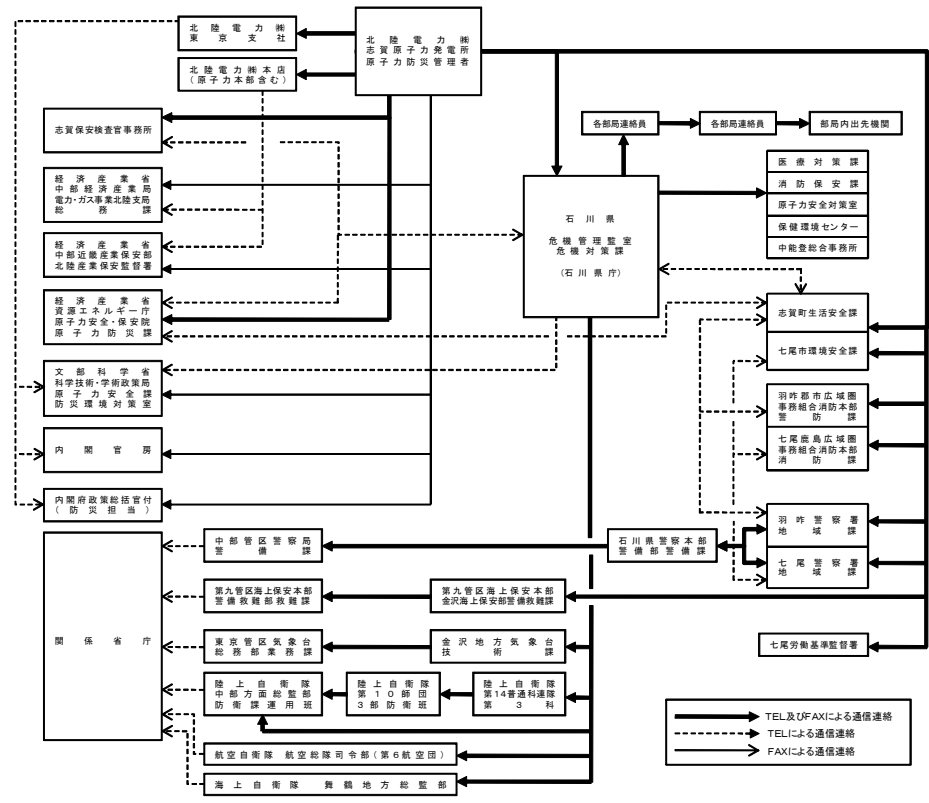 北陸電力㈱
東京支社
北陸電力㈱
志賀原子力発電所
原子力防災管理者
北陸電力㈱本店
(原子力本部含む)
志賀保安検査官事務所
各部局連絡員
各部局連絡員
部局内出先機関
経済産業省
中部経済産業局
電力・ガス事業北陸支局
総務課
石川県
危機管理監室
危機対策課
(石川県庁)
医療対策課
消防保安課
原子力安全対策室
保健環境センター
中能登総合事務所
経済産業省
中部近畿産業保安部
北陸産業保安監督署
経済産業省
資源エネルギー庁
原子力安全・保安院
原子力防災課
志賀町生活安全課
七尾市環境安全課
文部科学省
科学技術・学術政策局
原子力安全課
防災環境対策室
羽咋郡市広域圏
事務組合消防本部
警防課
七尾鹿島広域圏
事務組合消防本部
消防課
内閣官房
内閣府政策統括官付
(防災担当)
羽咋警察署
地域課
七尾警察署
地域課
関係省庁
中部管区警察局
警備課
石川県警察本部
警備部警備課
第九管区海上保安本部
警備救難部救難課
第九管区海上保安本部
金沢海上保安部警備救難課
東京管区気象台
総務部業務課
金沢地方気象台
技術課
七尾労働基準監督署
陸上自衛隊
中部方面総監部
防衛課運用班
陸上自衛隊
第10師団
3部防衛班
陸上自衛隊
第14普通科連隊
第3科
航空自衛隊 航空総隊司令部(第6航空団)
海上自衛隊 舞鶴地方総監部
TEL及びFAXによる通信連絡
TELによる通信連絡
FAXによる通信連絡